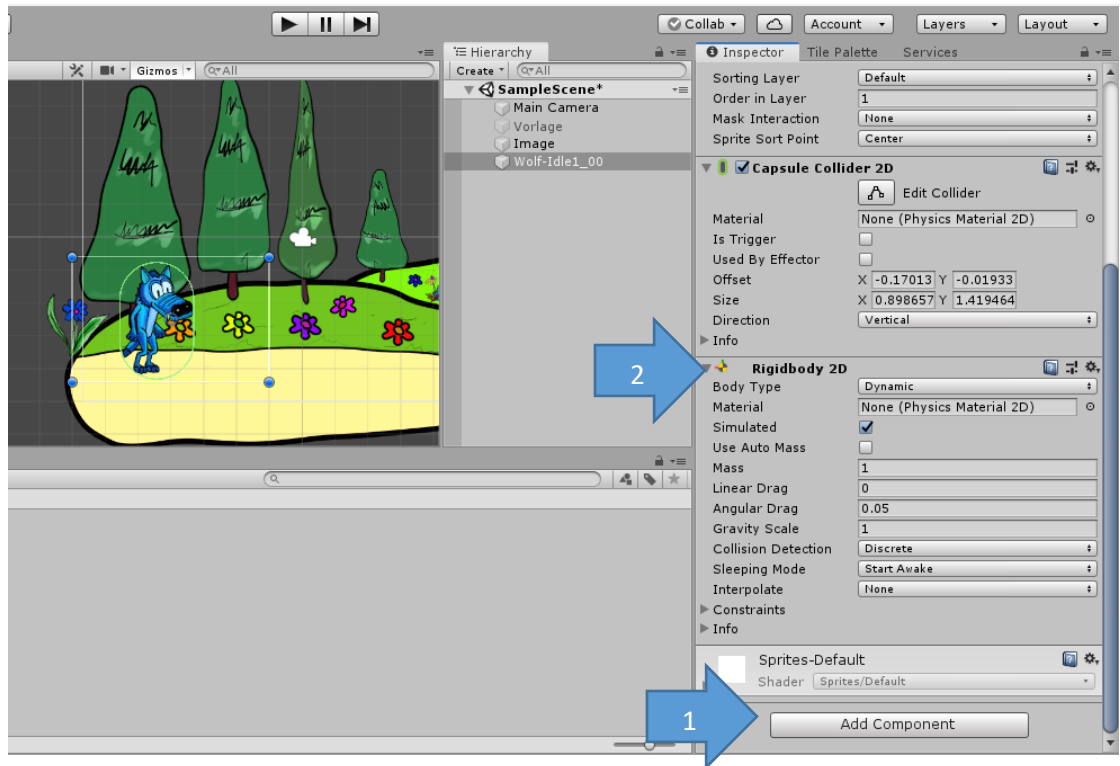 Collab Account Layers Layout
Hierarchy Inspector Tile Palette Services
Gizmos All Create All
SampleScene*
Main Camera
Vorlage
Image
Wolf-Idle1_00
Sorting Layer Default
Order in Layer 1
Mask Interaction None
Sprite Sort Point Center
Capsule Collider 2D
Edit Collider
Material None (Physics Material 2D)
Is Trigger
Used By Effector
Offset X -0.17013 Y -0.01933
Size X 0.898657 Y 1.419464
Direction Vertical
Info
2
Rigidbody 2D
Body Type Dynamic
Material None (Physics Material 2D)
Simulated
Use Auto Mass
Mass 1
Linear Drag 0
Angular Drag 0.05
Gravity Scale 1
Collision Detection Discrete
Sleeping Mode Start Awake
Interpolate None
Constraints
Info
Sprites-Default
Shader Sprites/Default
1
Add Component